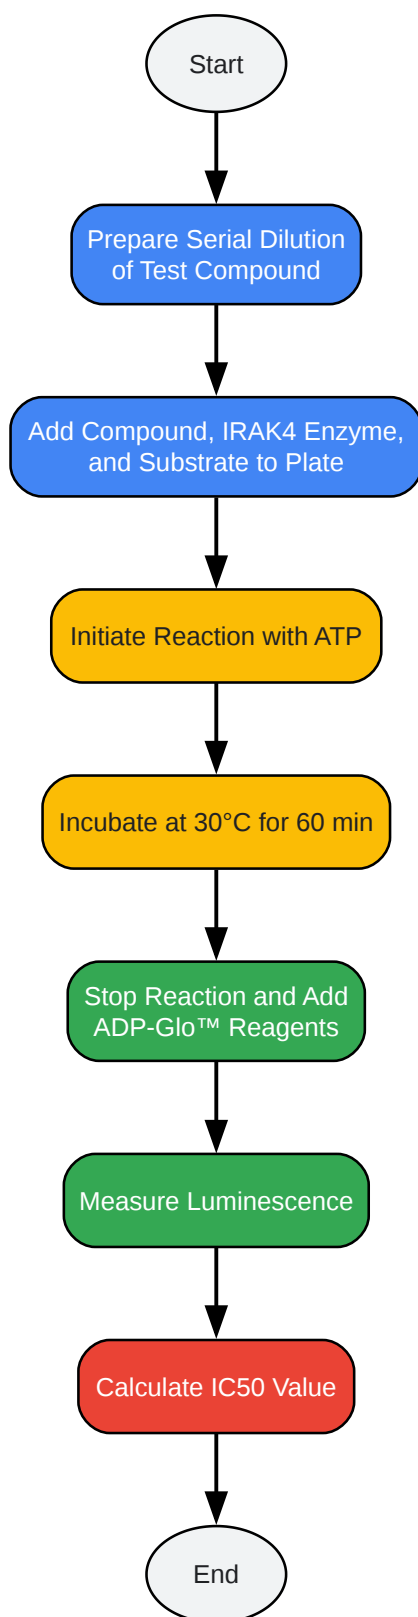 Start
Prepare Serial Dilution
of Test Compound
Add Compound, IRAK4 Enzyme,
and Substrate to Plate
Initiate Reaction with ATP
Incubate at 30°C for 60 min
Stop Reaction and Add
ADP-Glo™ Reagents
Measure Luminescence
Calculate IC50 Value
End